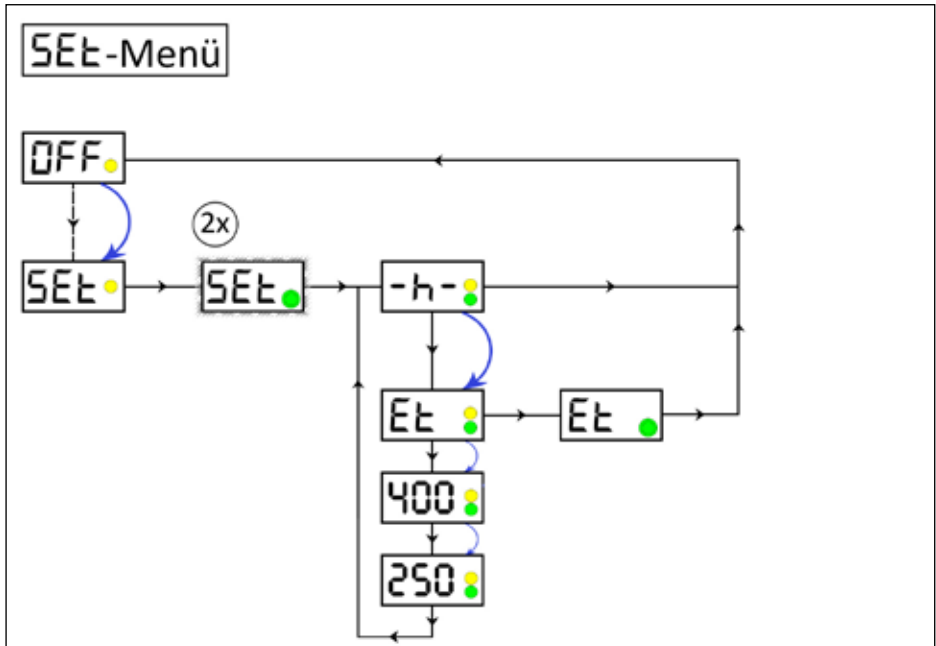 SEt-Menü
OFF
2x
SEt
SEt
-h-
Et
Et
400
250